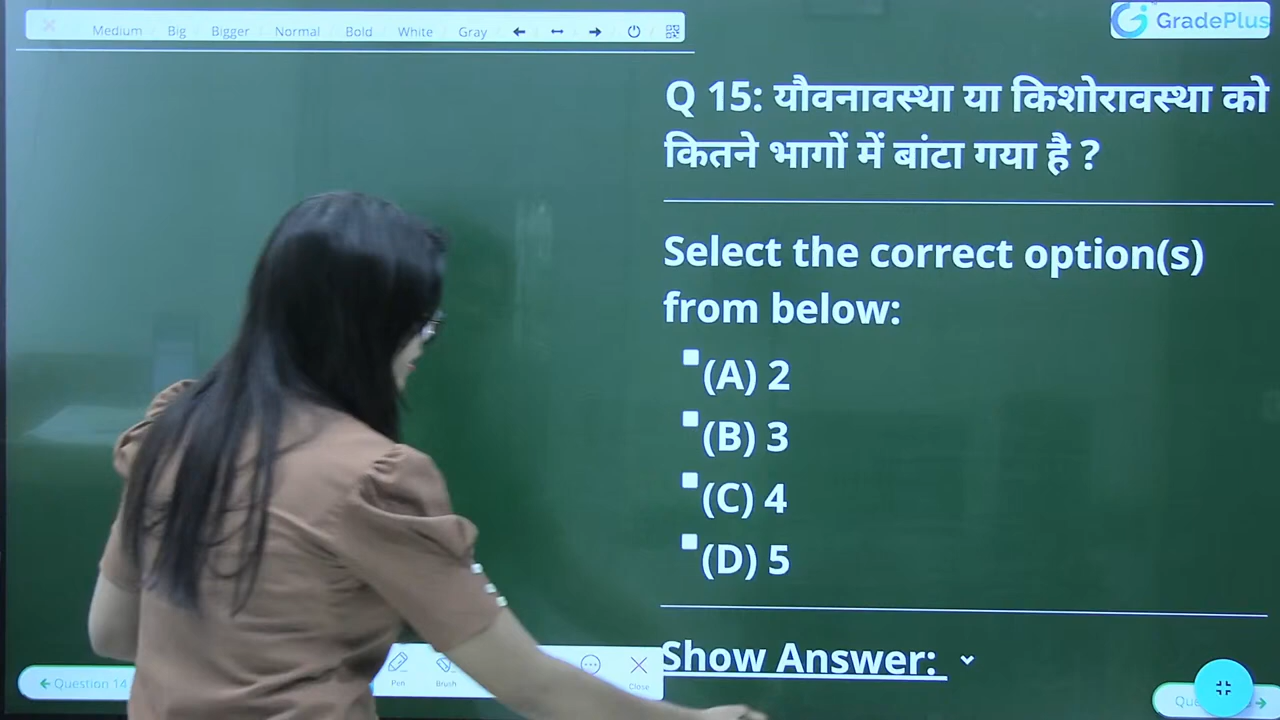 Medium Big Bigger Normal Bold White Gray
GradePlus
Q 15: यौवनावस्था या किशोरावस्था को
कितने भागों में बांटा गया है ?
Select the correct option(s)
from below:
(A) 2
(B) 3
(C) 4
(D) 5
Show Answer:
Question 14
Pen Brush Close